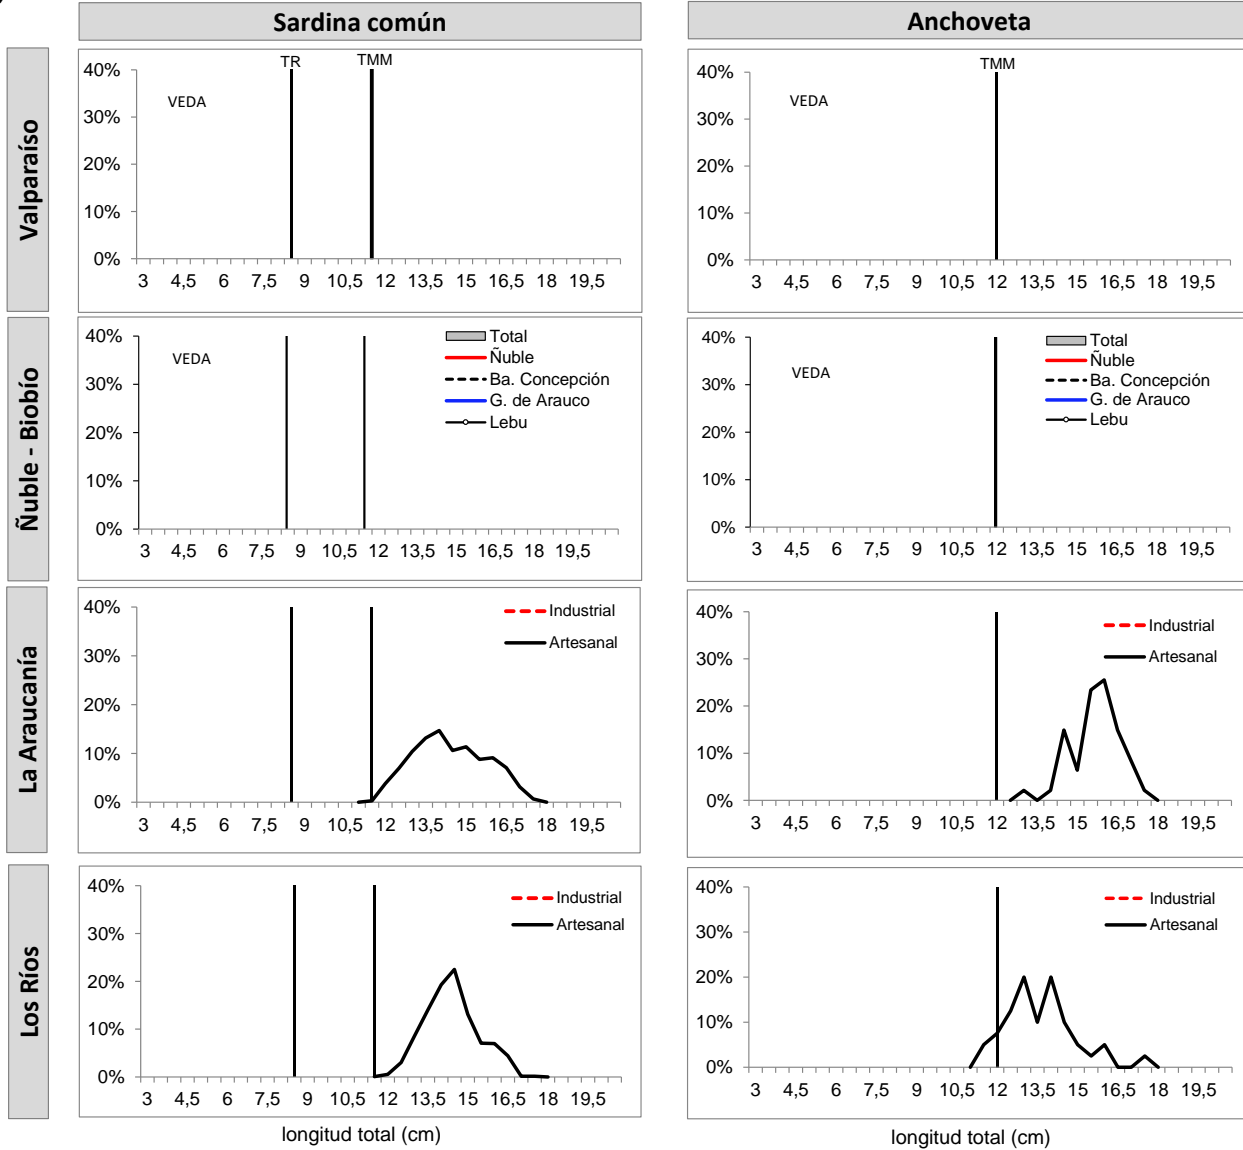 Sardina común
Anchoveta
Valparaíso
TR
TMM
VEDA
40%
30%
20%
10%
0%
3 4,5 6 7,5 9 10,5 12 13,5 15 16,5 18 19,5
TMM
VEDA
40%
30%
20%
10%
0%
3 4,5 6 7,5 9 10,5 12 13,5 15 16,5 18 19,5
Ñuble - Biobío
VEDA
Total
Ñuble
Ba. Concepción
G. de Arauco
Lebu
40%
30%
20%
10%
0%
3 4,5 6 7,5 9 10,5 12 13,5 15 16,5 18 19,5
VEDA
Total
Ñuble
Ba. Concepción
G. de Arauco
Lebu
40%
30%
20%
10%
0%
3 4,5 6 7,5 9 10,5 12 13,5 15 16,5 18 19,5
La Araucanía
Industrial
Artesanal
40%
30%
20%
10%
0%
3 4,5 6 7,5 9 10,5 12 13,5 15 16,5 18 19,5
Industrial
Artesanal
40%
30%
20%
10%
0%
3 4,5 6 7,5 9 10,5 12 13,5 15 16,5 18 19,5
Los Ríos
Industrial
Artesanal
40%
30%
20%
10%
0%
3 4,5 6 7,5 9 10,5 12 13,5 15 16,5 18 19,5
longitud total (cm)
Industrial
Artesanal
40%
30%
20%
10%
0%
3 4,5 6 7,5 9 10,5 12 13,5 15 16,5 18 19,5
longitud total (cm)